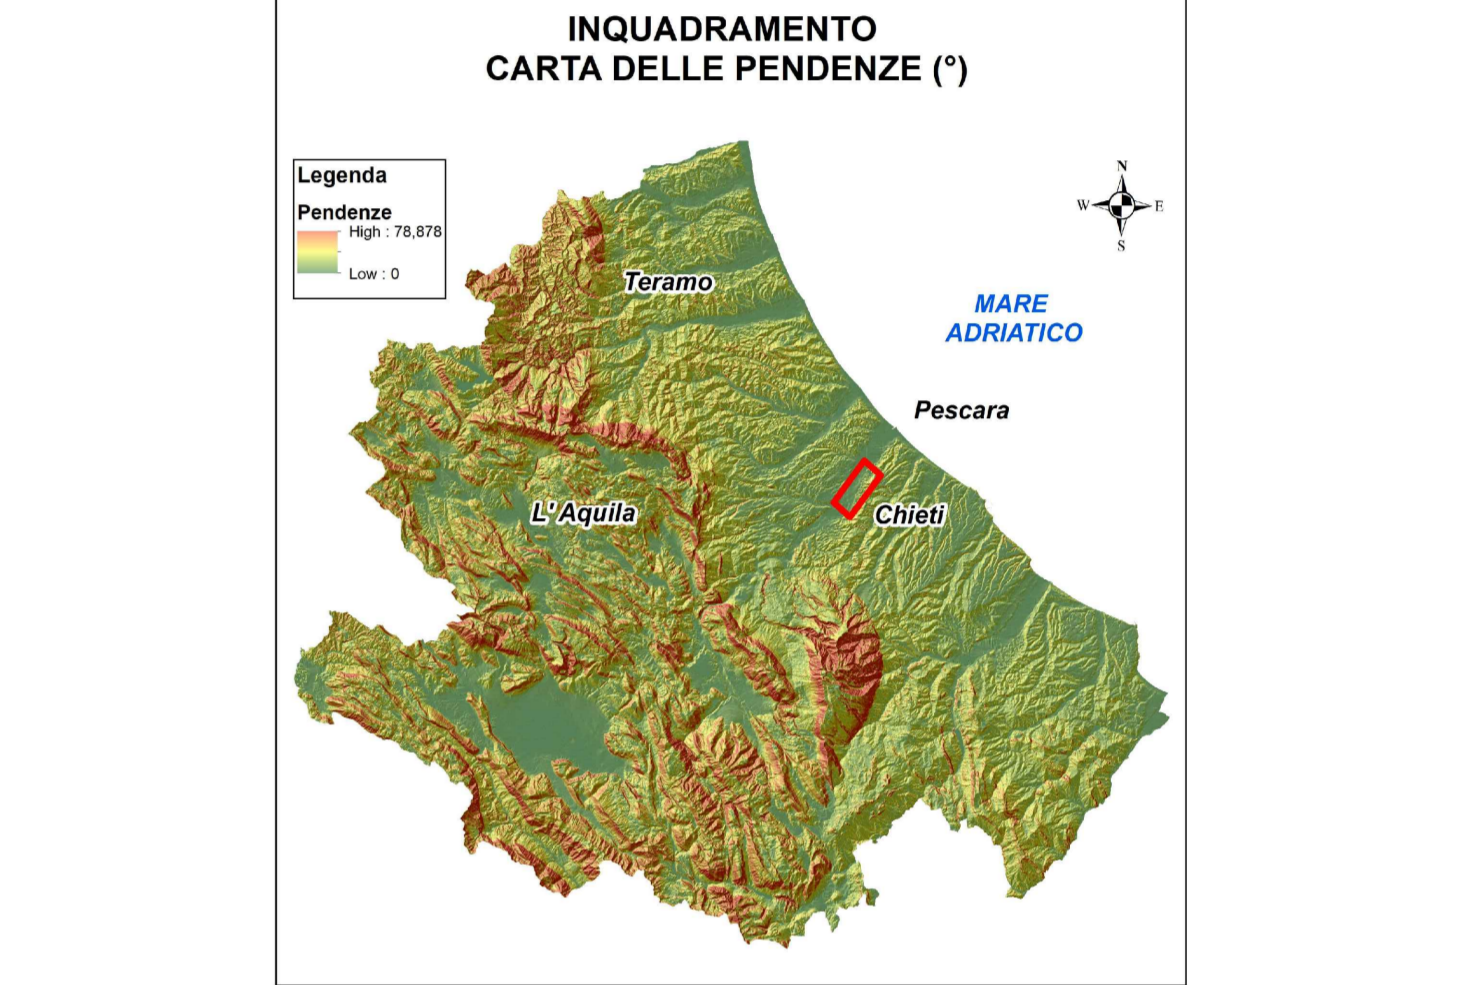 INQUADRAMENTO
CARTA DELLE PENDENZE (°)
Legenda
Pendenze
High : 78,878
Low : 0
N
W E
S
Teramo
MARE
ADRIATICO
Pescara
L' Aquila
Chieti